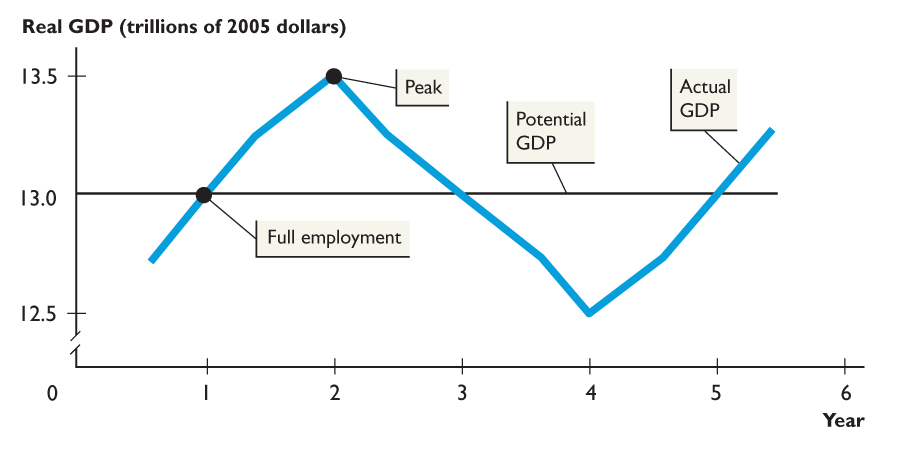 Real GDP (trillions of 2005 dollars)
13.5
Peak
Actual
GDP
Potential
GDP
13.0
Full employment
12.5
0
1
2
3
4
5
6
Year